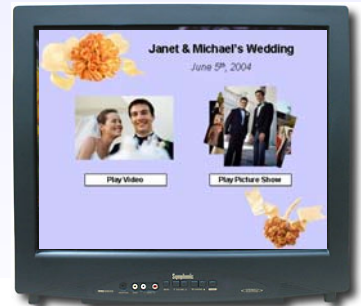 Janet & Michael's Wedding
June 5th, 2004
Play Video
Play Picture Show
Symphonic